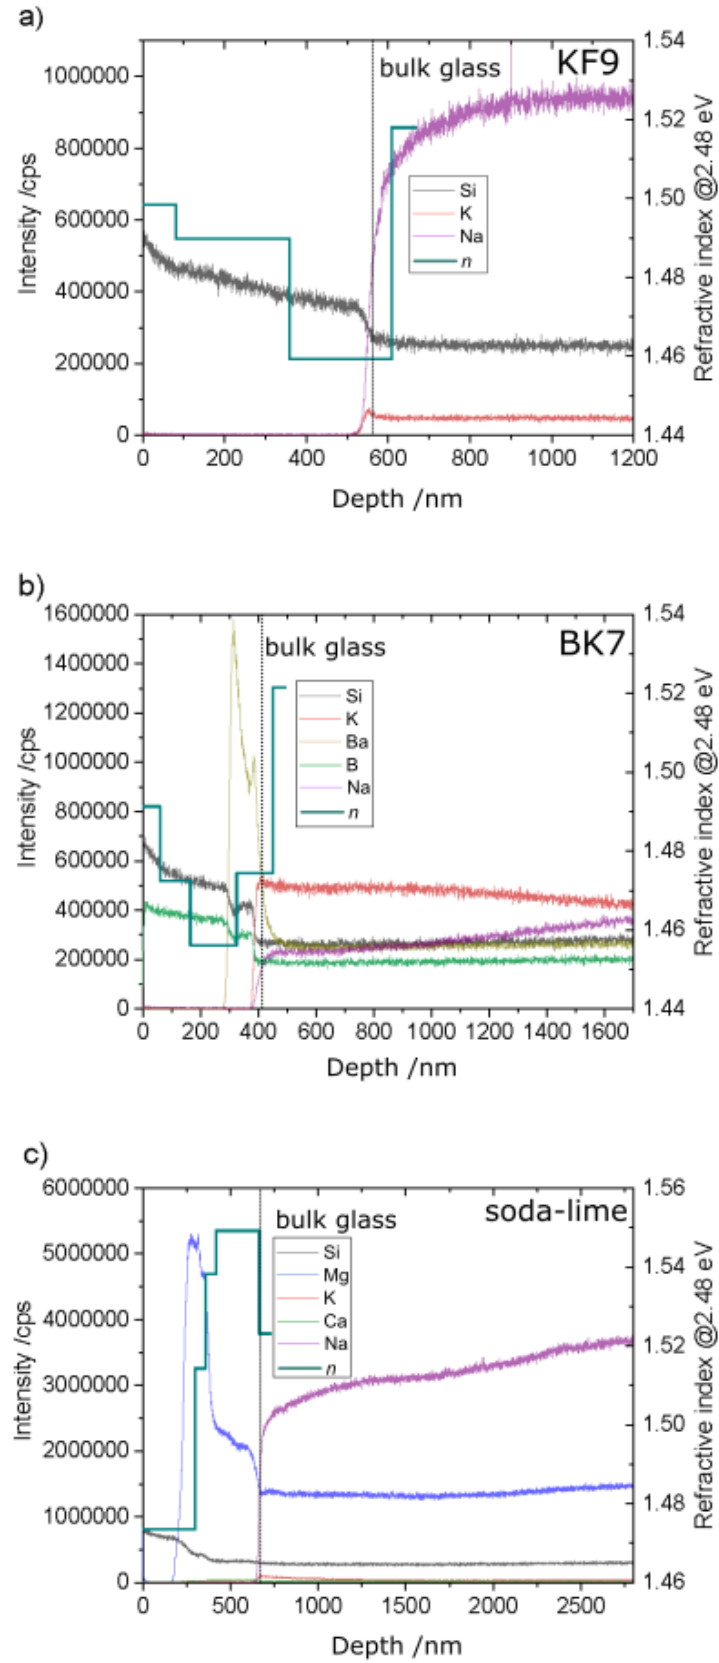 a)
KF9
bulk glass
Intensity /cps
1000000
800000
600000
400000
200000
0
Si
K
Na
n
1.54
1.52
1.50
1.48
1.46
1.44
Refractive index @2.48 eV
0 200 400 600 800 1000 1200
Depth /nm
b)
BK7
bulk glass
Intensity /cps
1600000
1400000
1200000
1000000
800000
600000
400000
200000
0
Si
K
Ba
B
Na
n
1.54
1.52
1.50
1.48
1.46
1.44
Refractive index @2.48 eV
0 200 400 600 800 1000 1200 1400 1600
Depth /nm
c)
soda-lime
bulk glass
Intensity /cps
6000000
5000000
4000000
3000000
2000000
1000000
0
Si
Mg
K
Ca
Na
n
1.56
1.54
1.52
1.50
1.48
1.46
Refractive index @2.48 eV
0 500 1000 1500 2000 2500
Depth /nm